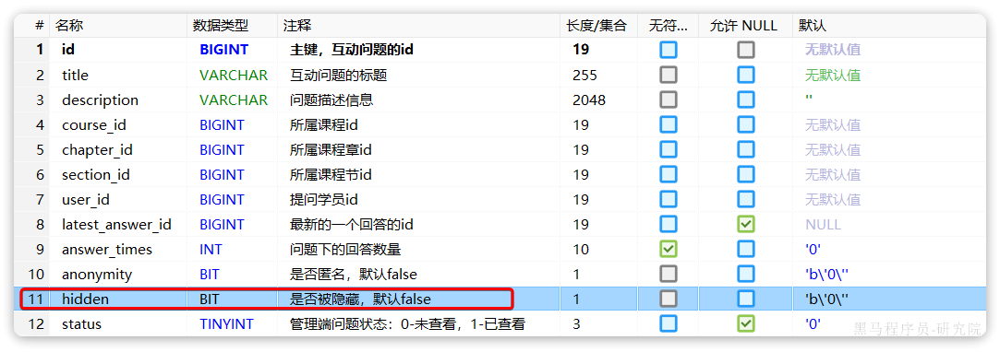 # 名称 数据类型 注释 长度/集合 无符... 允许 NULL 默认
1 id BIGINT 主键，互动问题的id 19 无默认值
2 title VARCHAR 互动问题的标题 255 无默认值
3 description VARCHAR 问题描述信息 2048 ''
4 course_id BIGINT 所属课程id 19 无默认值
5 chapter_id BIGINT 所属课程章id 19 无默认值
6 section_id BIGINT 所属课程节id 19 无默认值
7 user_id BIGINT 提问学员id 19 无默认值
8 latest_answer_id BIGINT 最新的一个回答的id 19 NULL
9 answer_times INT 问题下的回答数量 10 '0'
10 anonymity BIT 是否匿名，默认false 1 'b\'0\''
11 hidden BIT 是否被隐藏，默认false 1 'b\'0\''
12 status TINYINT 管理端问题状态：0-未查看，1-已查看 3 '0'
黑马程序员-研究院